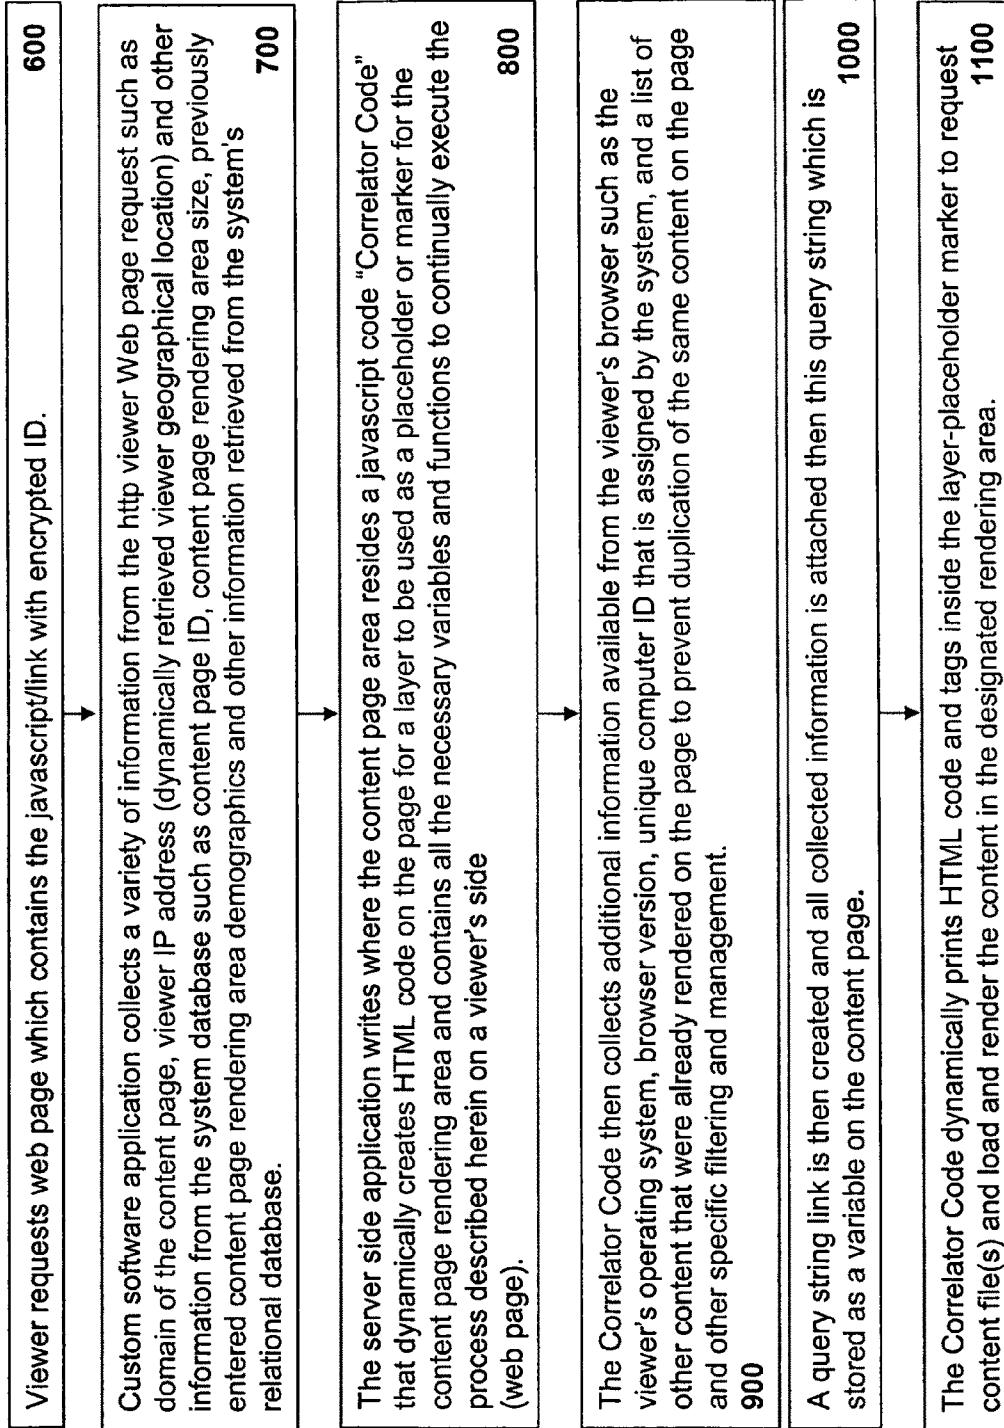 Viewer requests web page which contains the javascript/link with encrypted ID.
600
Custom software application collects a variety of information from the http viewer Web page request such as
domain of the content page, viewer IP address (dynamically retrieved viewer geographical location) and other
information from the system database such as content page ID, content page rendering area size, previously
entered content page rendering area demographics and other information retrieved from the system's
relational database.
700
The server side application writes where the content page area resides a javascript code “Correlator Code”
that dynamically creates HTML code on the page for a layer to be used as a placeholder or marker for the
content page rendering area and contains all the necessary variables and functions to continually execute the
process described herein on a viewer's side
(web page).
800
The Correlator Code then collects additional information available from the viewer's browser such as the
viewer's operating system, browser version, unique computer ID that is assigned by the system, and a list of
other content that were already rendered on the page to prevent duplication of the same content on the page
and other specific filtering and management.
900
A query string link is then created and all collected information is attached then this query string which is
stored as a variable on the content page.
1000
The Correlator Code dynamically prints HTML code and tags inside the layer-placeholder marker to request
content file(s) and load and render the content in the designated rendering area.
1100